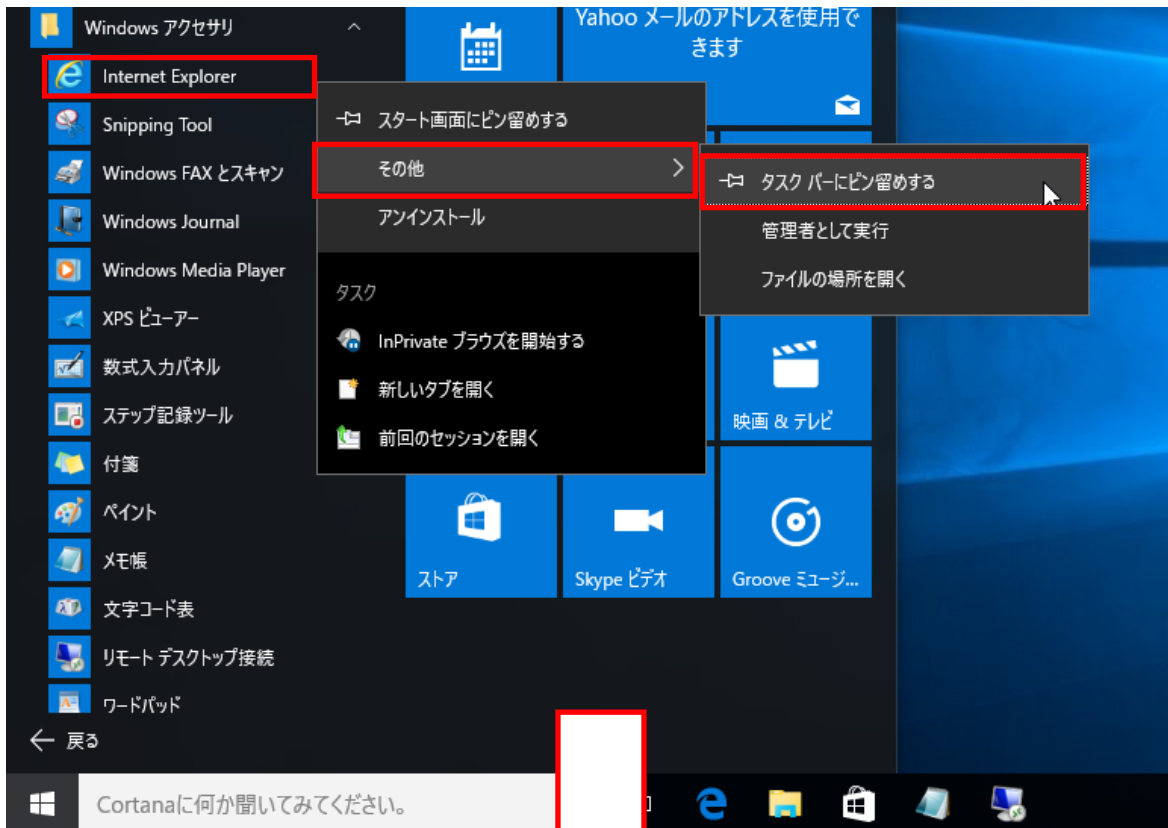 Windows アクセサリ
Internet Explorer
Snipping Tool
Windows FAX とスキャン
Windows Journal
Windows Media Player
XPS ビューアー
数式入力パネル
ステップ記録ツール
付箋
ペイント
メモ帳
文字コード表
リモート デスクトップ接続
ワードパッド
戻る
Cortanaに何か聞いてみてください。
スタート画面にピン留めする
その他
アンインストール
タスク
InPrivate ブラウズを開始する
新しいタブを開く
前回のセッションを開く
タスク バーにピン留めする
管理者として実行
ファイルの場所を開く
Yahoo メールのアドレスを使用で
きます
映画 & テレビ
ストア
Skype ビデオ
Groove ミュージ...